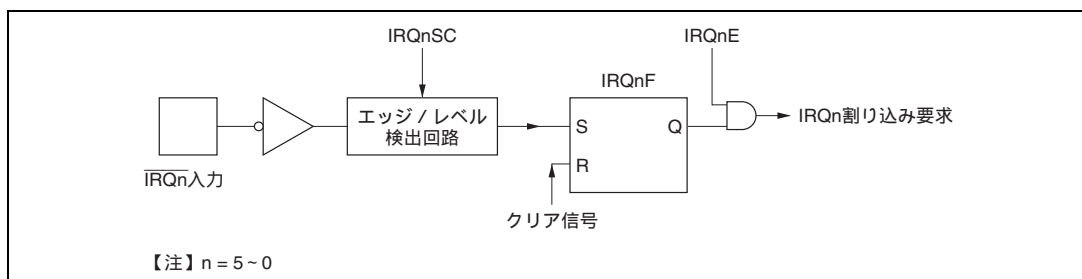 IRQnSC
IRQnE
IRQnF
エッジ / レベル
検出回路
S
Q
IRQn割り込み要求
R
IRQn入力
クリア信号
【注】n = 5~0